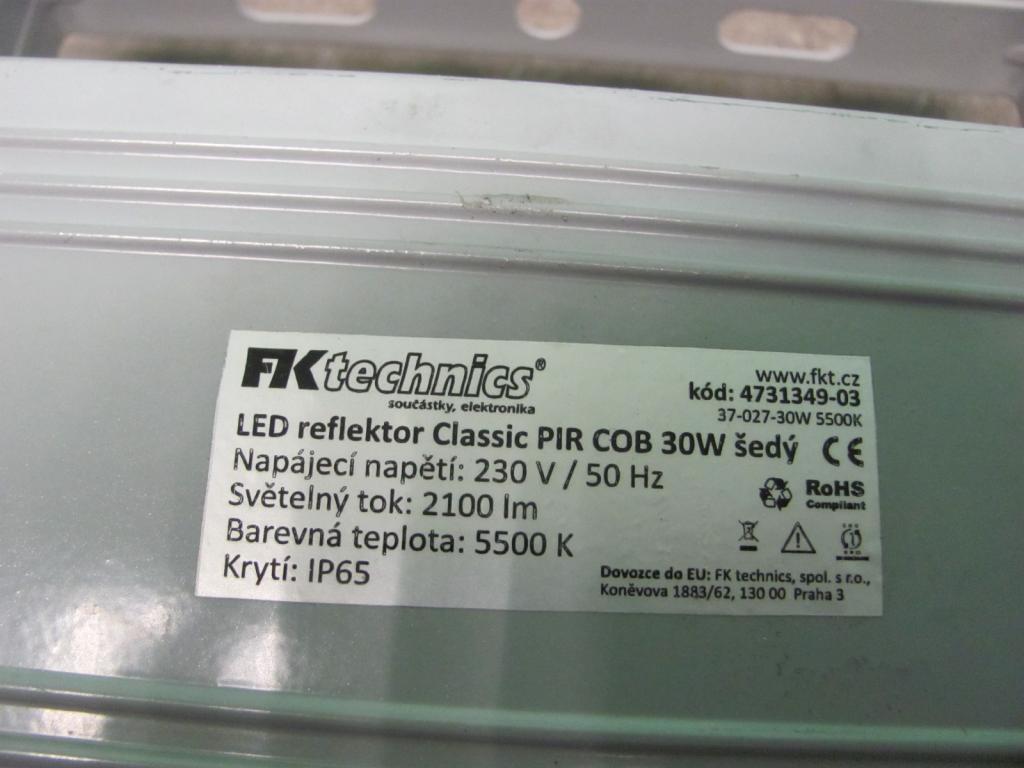 FK technics®
součástky, elektronika
www.fkt.cz
kód: 4731349-03
37-027-30W 5500K
LED reflektor Classic PIR COB 30W šedý
CE
Napájecí napětí: 230 V / 50 Hz
Světelný tok: 2100 lm
RoHS
Compliant
Barevná teplota: 5500 K
Krytí: IP65
Dovozce do EU: FK technics, spol. s r.o.,
Koněvova 1883/62, 130 00 Praha 3